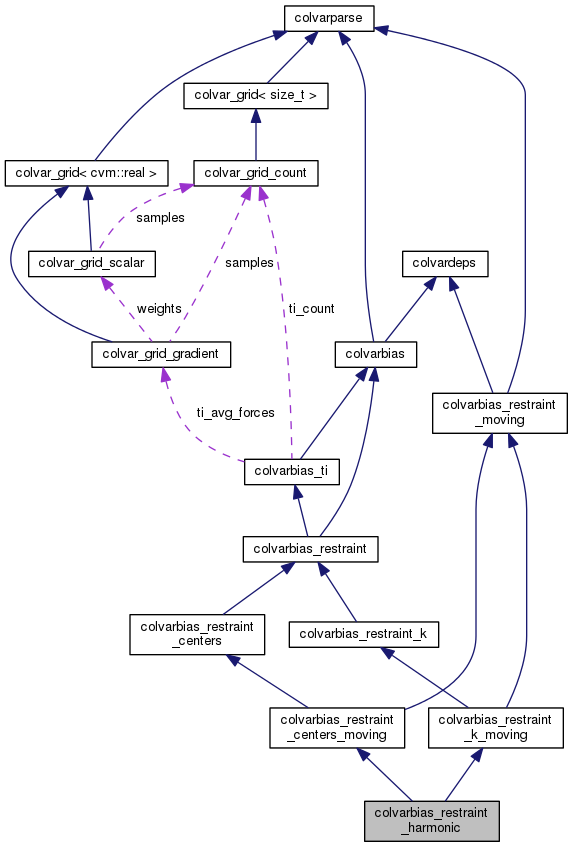 colvarparse
colvar_grid< size_t >
colvar_grid< cvm::real >
colvar_grid_count
samples
colvar_grid_scalar
samples
colvardeps
weights
ti_count
colvar_grid_gradient
colvarbias
colvarbias_restraint
_moving
ti_avg_forces
colvarbias_ti
colvarbias_restraint
colvarbias_restraint
_centers
colvarbias_restraint_k
colvarbias_restraint
_centers_moving
colvarbias_restraint
_k_moving
colvarbias_restraint
_harmonic